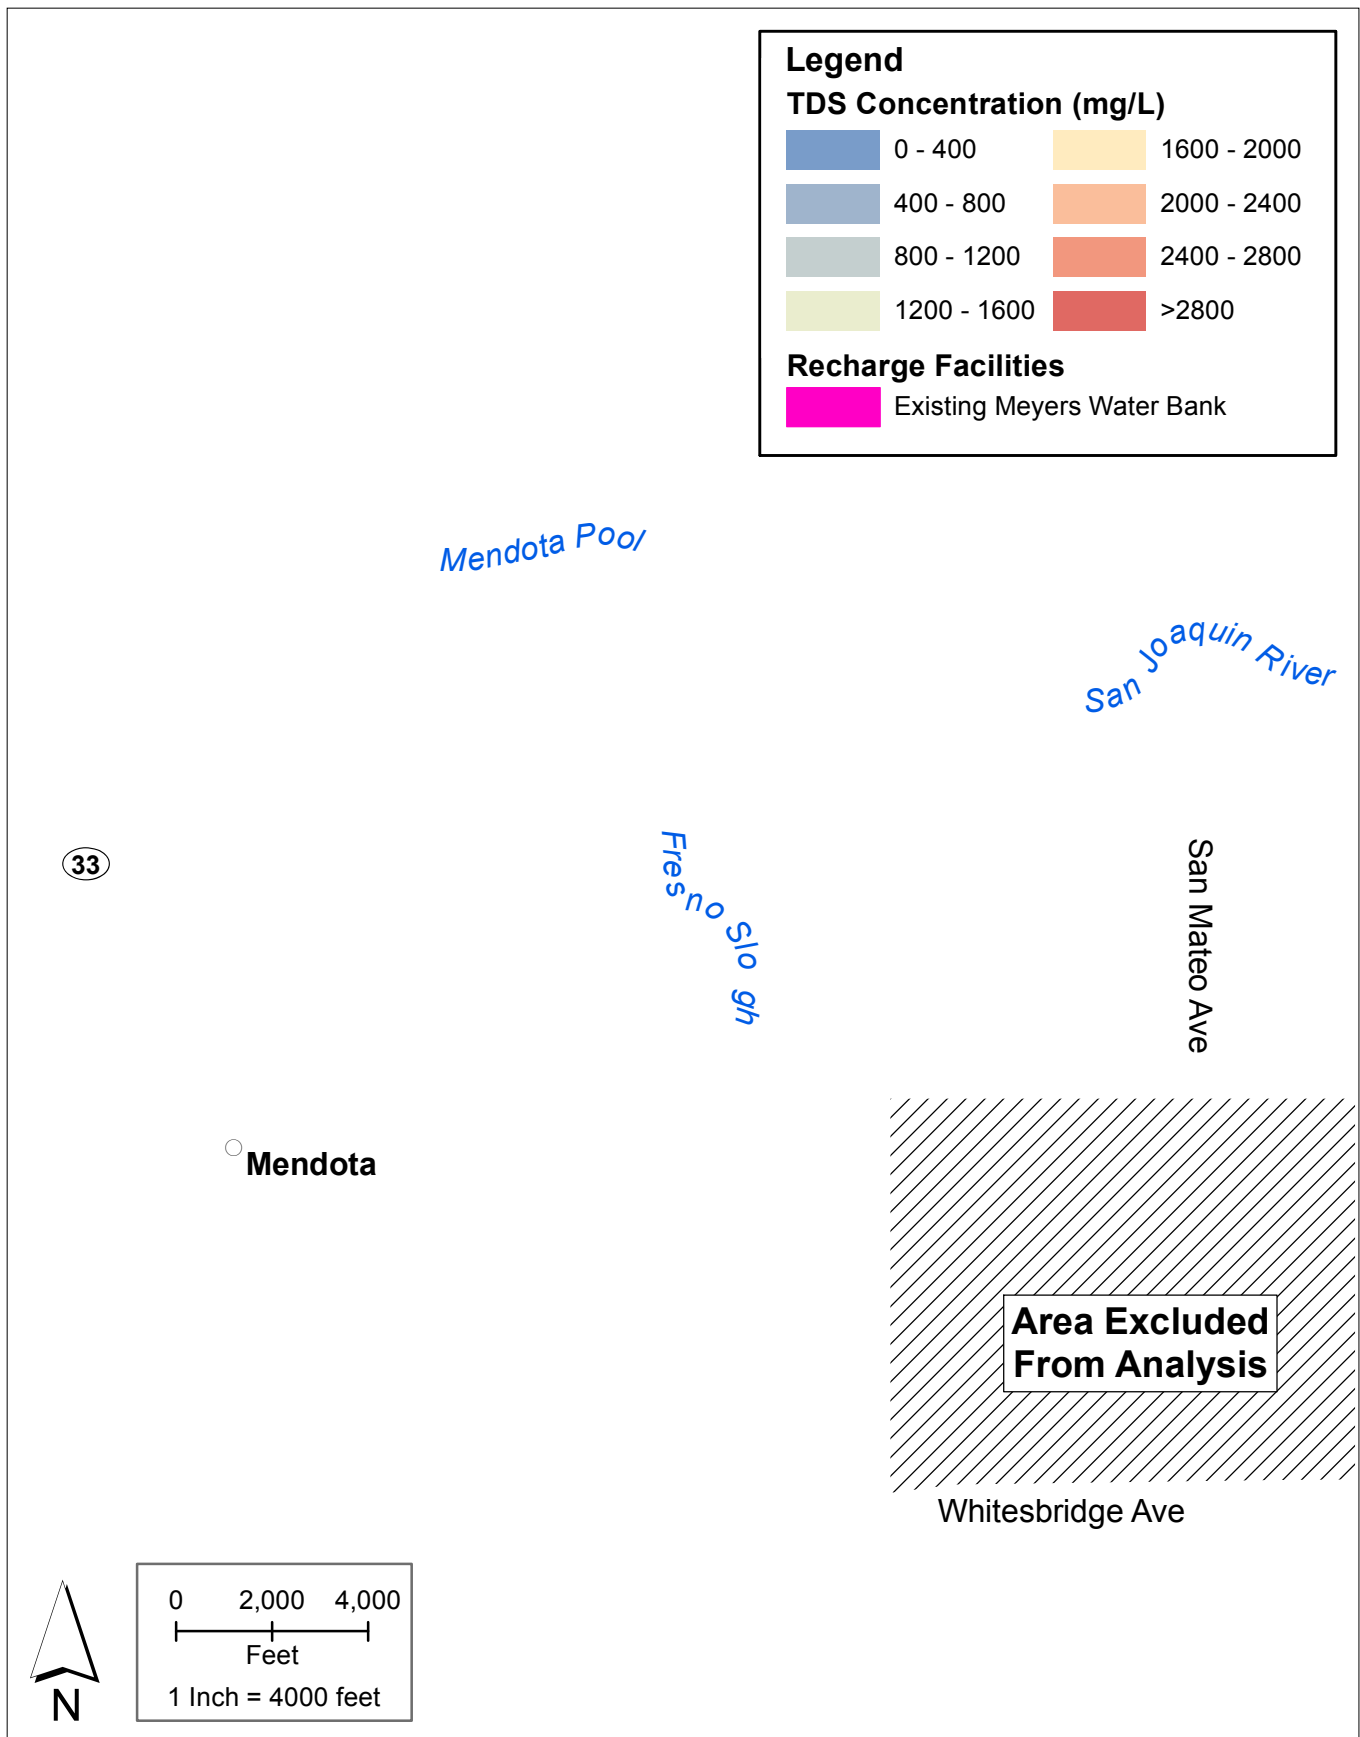 Legend
TDS Concentration (mg/L)
0 - 400
1600 - 2000
400 - 800
2000 - 2400
800 - 1200
2400 - 2800
1200 - 1600
>2800
Recharge Facilities
Existing Meyers Water Bank
Mendota Pool
San Joaquin River
33
Fresno Slo gh
San Mateo Ave
Mendota
Area Excluded
From Analysis
Whitesbridge Ave
0 2,000 4,000
Feet
1 Inch = 4000 feet
N